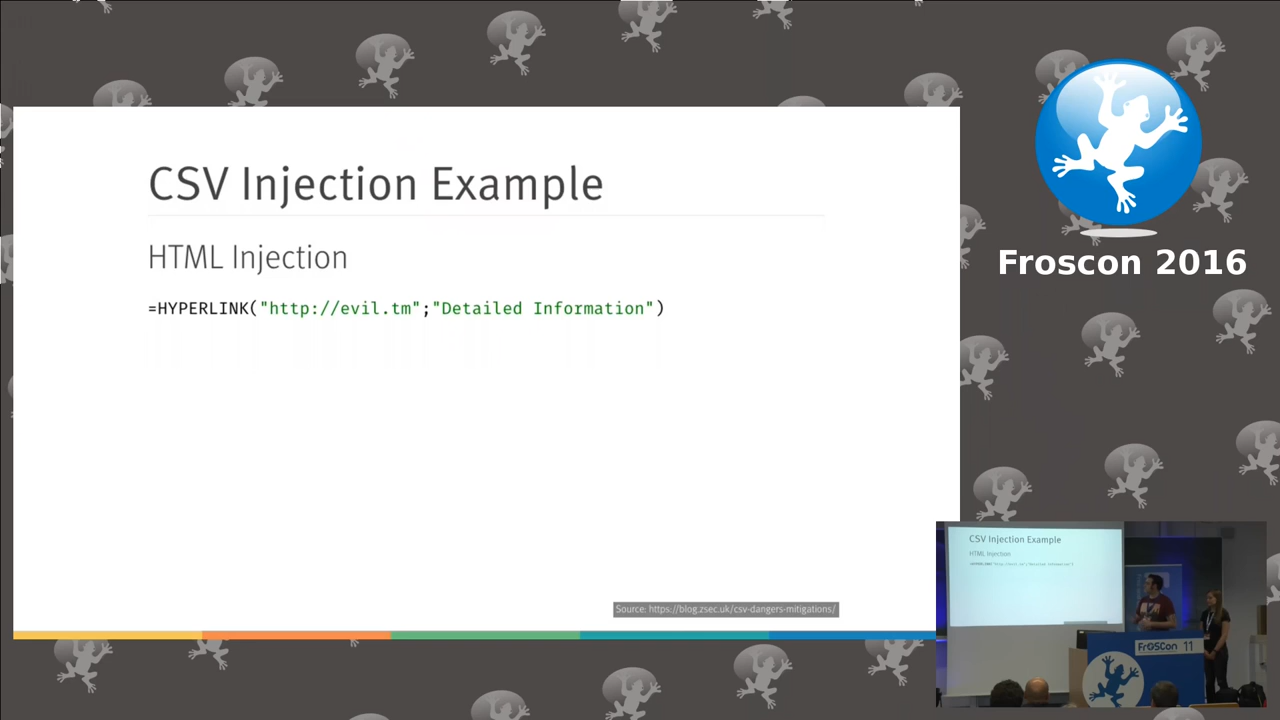 CSV Injection Example
HTML Injection
=HYPERLINK("http://evil.tm";"Detailed Information")
Source: https://blog.zsec.uk/csv-dangers-mitigations/
Froscon 2016
CSV Injection Example
HTML Injection
FrOSCon 11